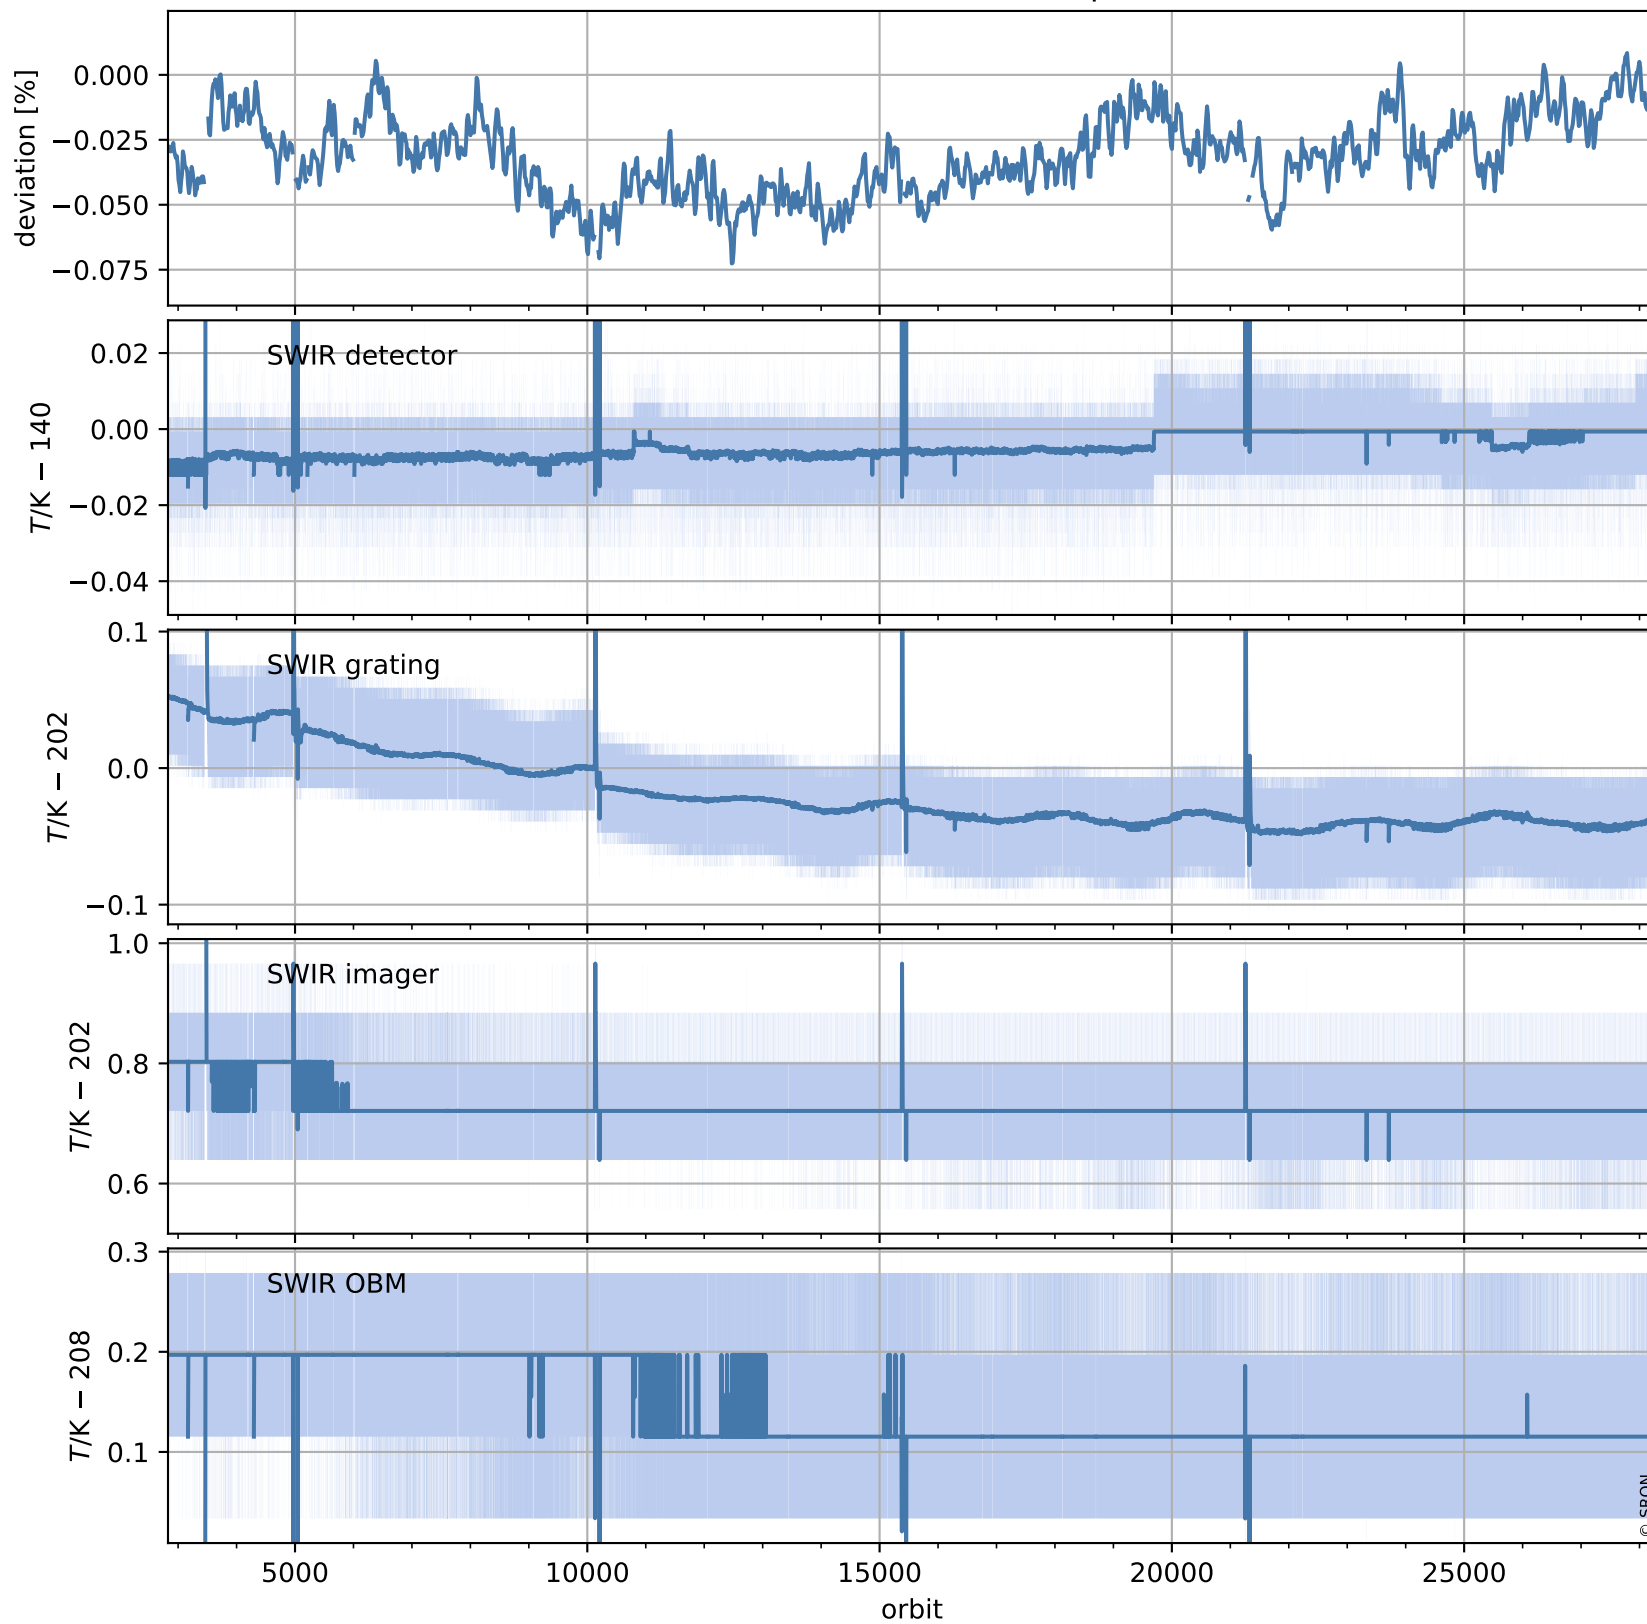 deviation [%]
0.000
−0.025
−0.050
−0.075
SWIR detector
T/K − 140
0.02
0.00
−0.02
−0.04
SWIR grating
T/K − 202
0.1
0.0
−0.1
SWIR imager
T/K − 202
1.0
0.8
0.6
SWIR OBM
T/K − 208
0.3
0.2
0.1
© SRON
5000 10000 15000 20000 25000
orbit